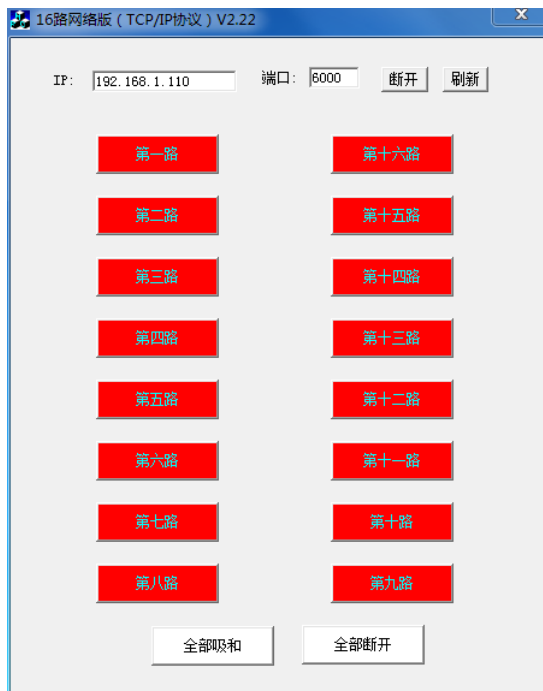 16路网络版(TCP/IP协议)V2.22
IP: 192.168.1.110 端口: 6000 断开 刷新
第一路 第十六路
第二路 第十五路
第三路 第十四路
第四路 第十三路
第五路 第十二路
第六路 第十一路
第七路 第十路
第八路 第九路
全部吸和 全部断开